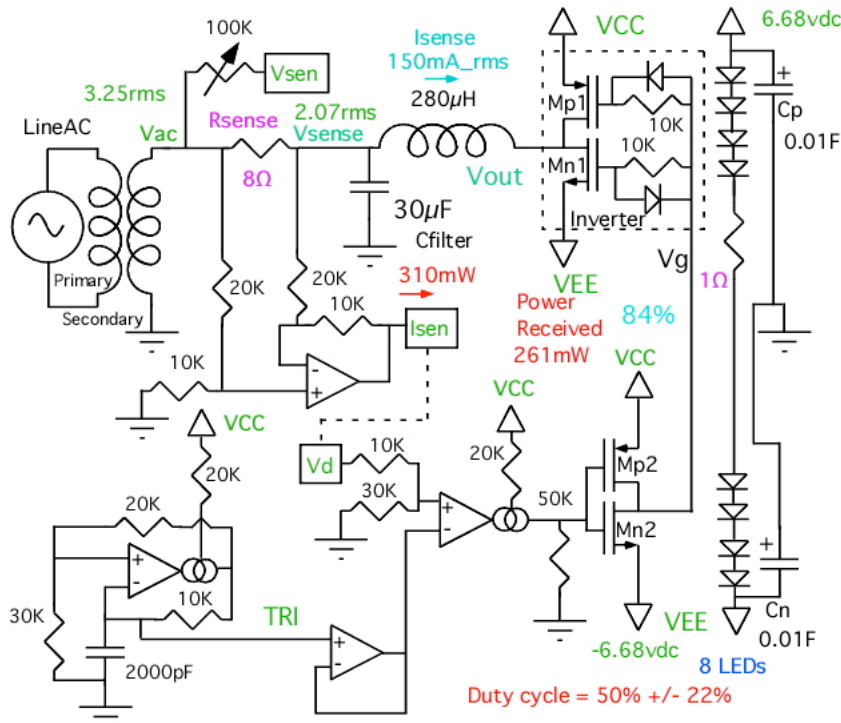 100K
VCC
6.68vdc
Isense
150mA_rms
Vsen
3.25rms
280µH
Mp1
Cp
LineAC
Rsense
2.07rms
10K
Vac
Vsense
10K
0.01F
8Ω
Vout
Mn1
30µF
Inverter
Cfilter
Vg
20K
20K
310mW
VEE
1Ω
Primary
10K
Isen
Power
Received
261mW
84%
Secondary
VCC
10K
VCC
VCC
20K
Vd
10K
20K
Mp2
30K
50K
20K
Mn2
10K
30K
TRI
Cn
VEE
2000pF
-6.68vdc
0.01F
8 LEDs
Duty cycle = 50% +/- 22%